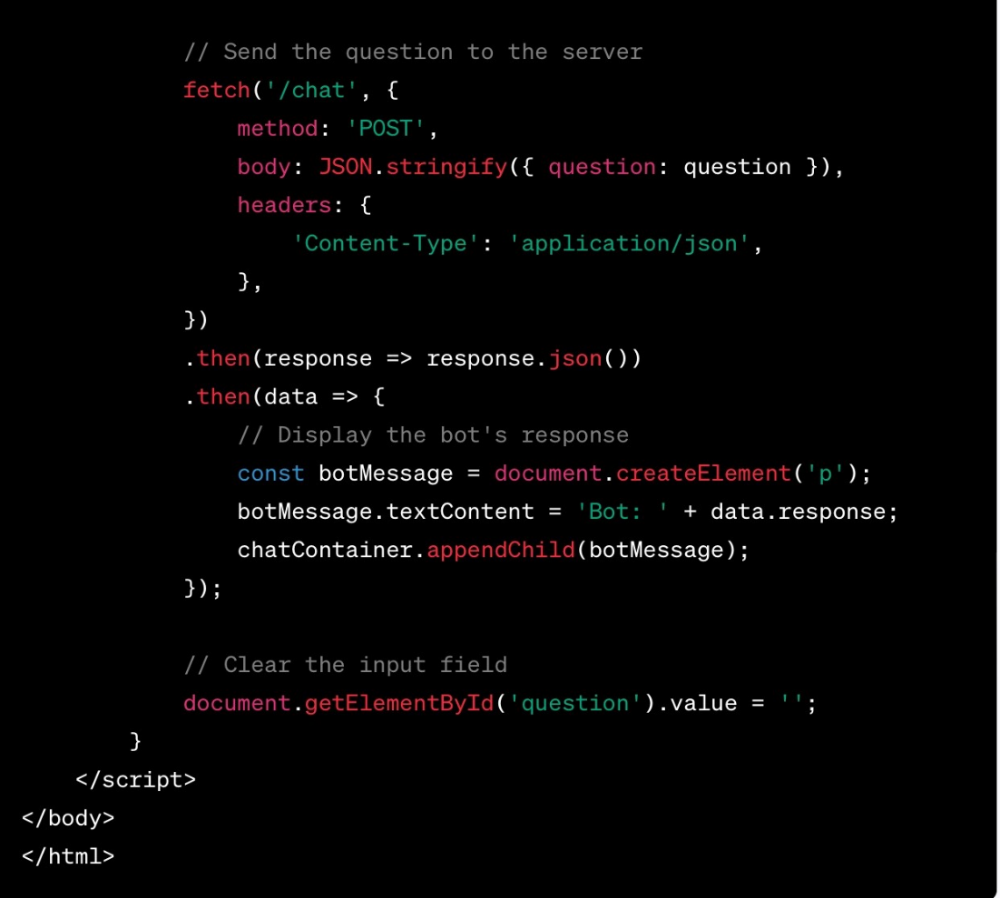 // Send the question to the server
fetch('/chat', {
method: 'POST',
body: JSON.stringify({ question: question }),
headers: {
'Content-Type': 'application/json',
},
})
.then(response => response.json())
.then(data => {
// Display the bot's response
const botMessage = document.createElement('p');
botMessage.textContent = 'Bot: ' + data.response;
chatContainer.appendChild(botMessage);
});
// Clear the input field
document.getElementById('question').value = '';
}
</script>
</body>
</html>